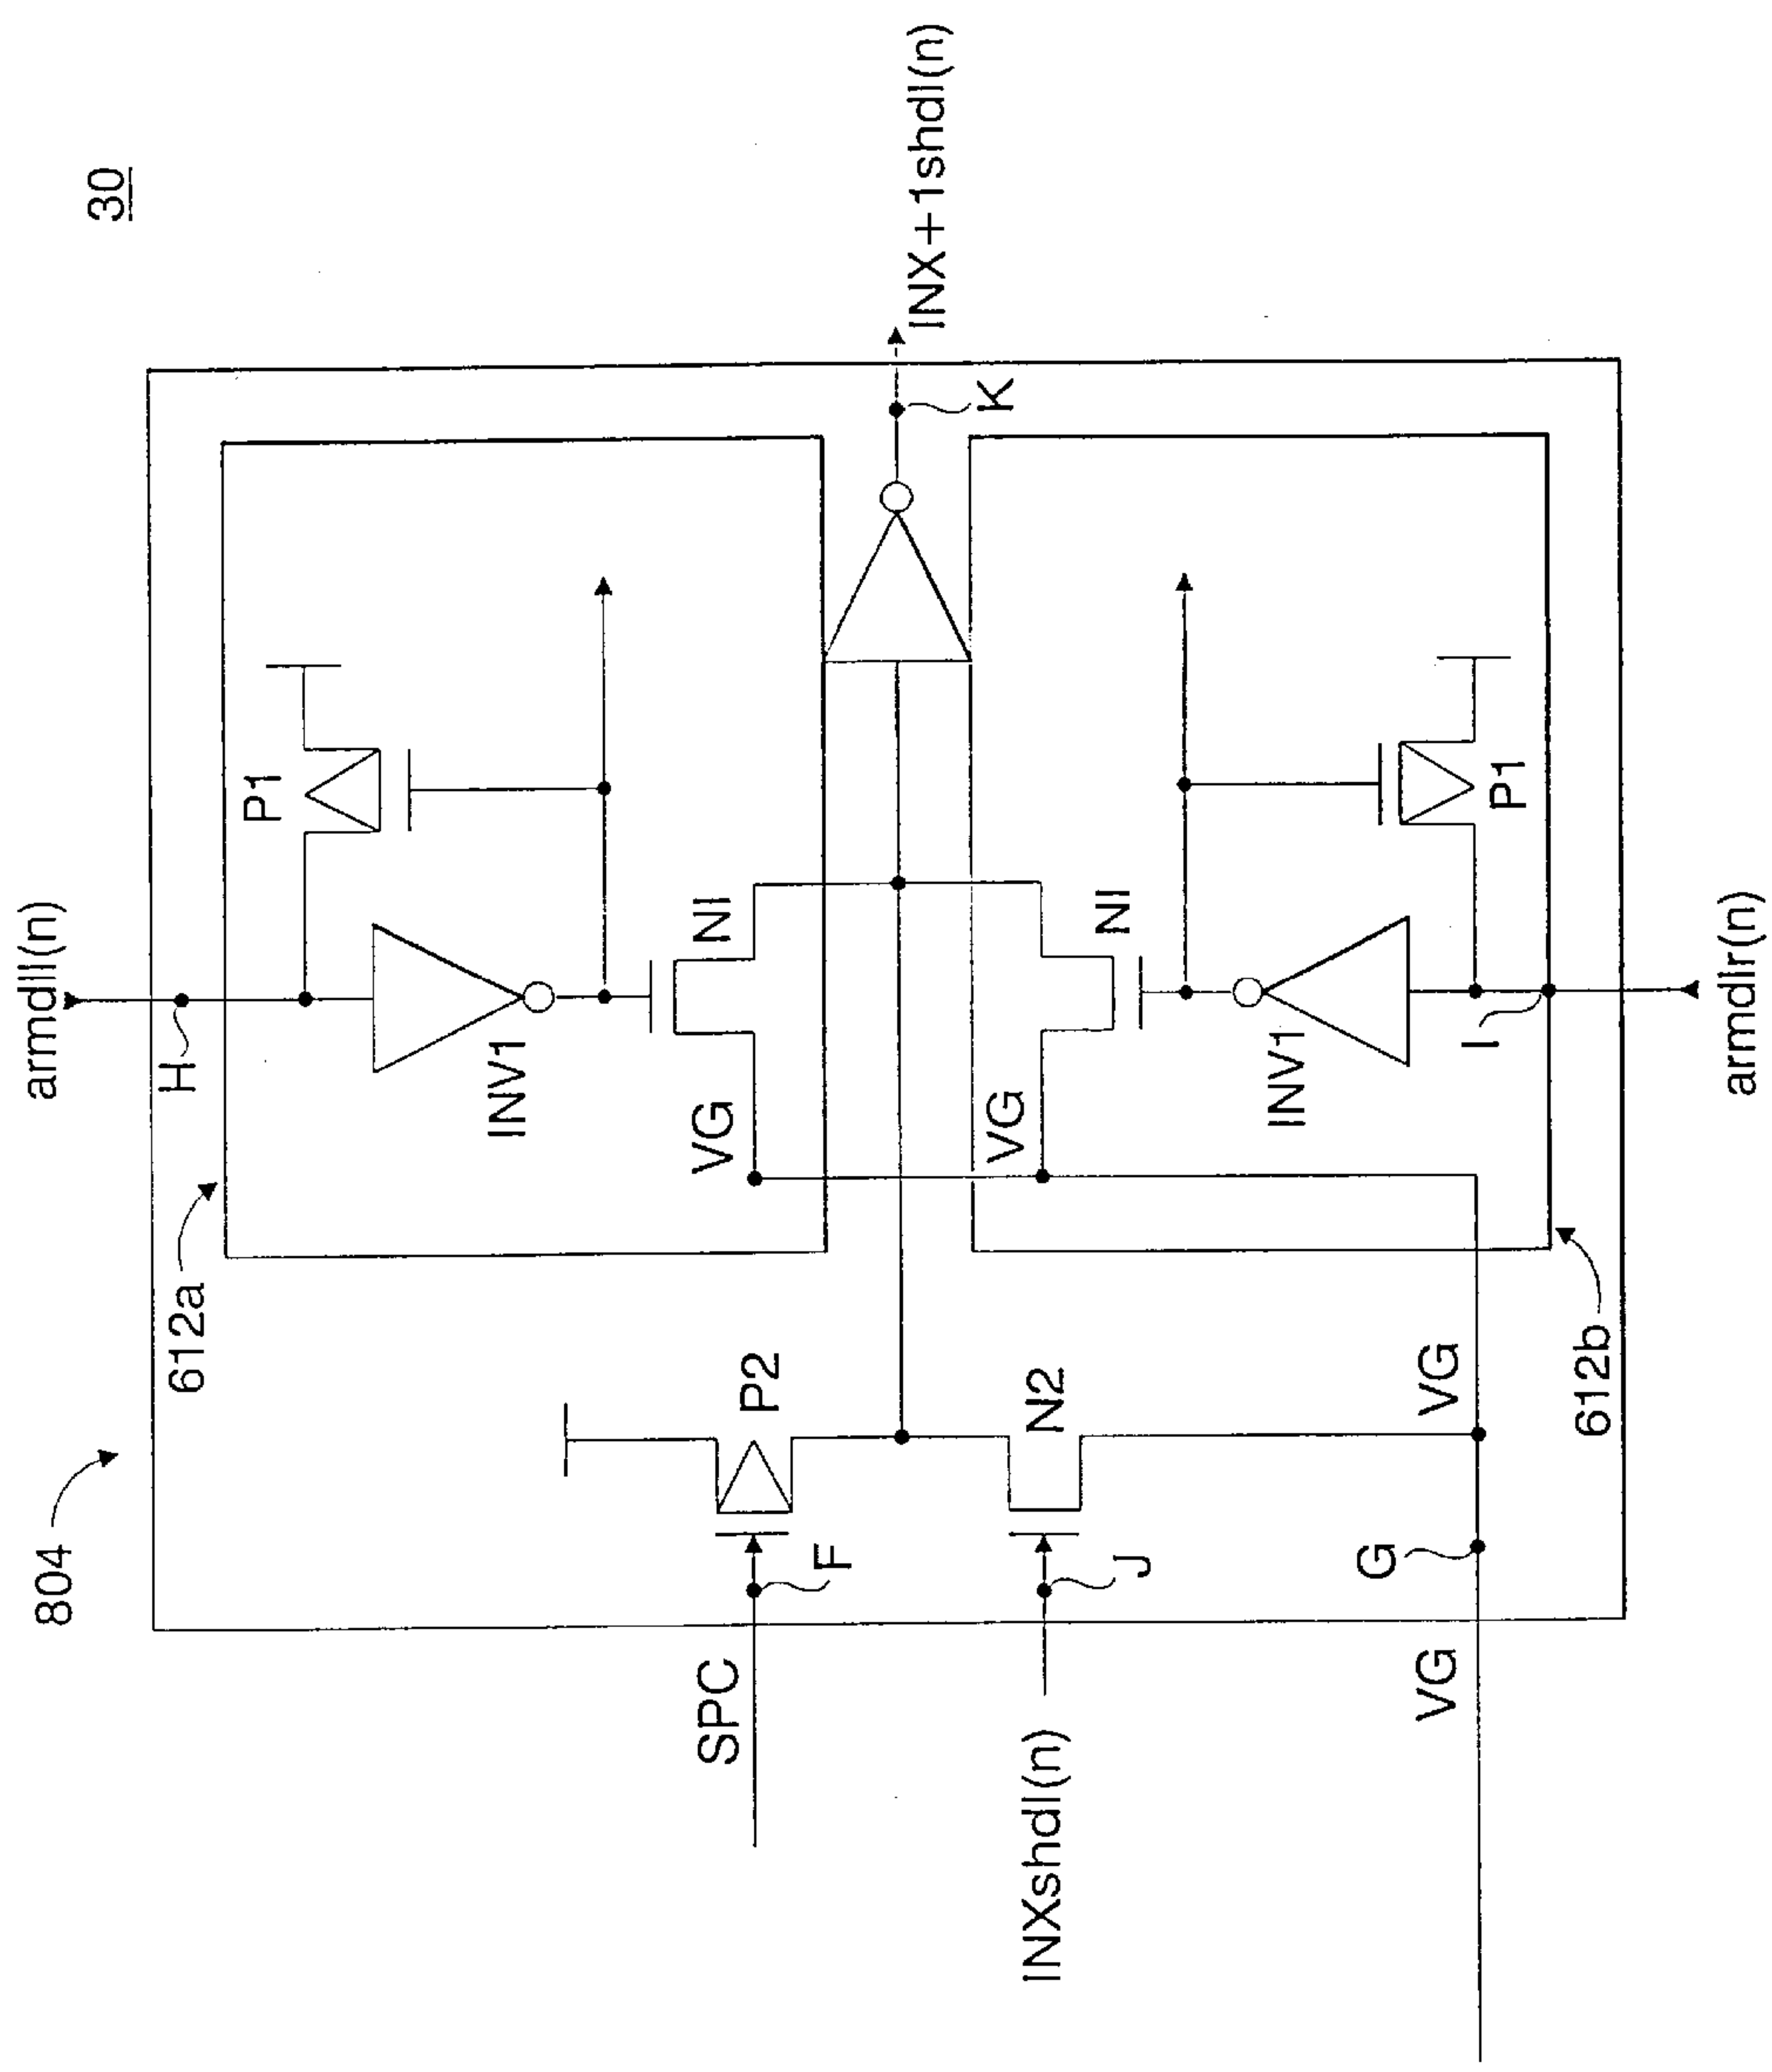 30
armdll(n)
804
612a
H
P1
INV1
SPC
VG
NI
P2
F
INX+1shdl(n)
K
INXshdl(n)
J
N2
VG
NI
INV1
P1
I
G
VG
VG
612b
armdlr(n)